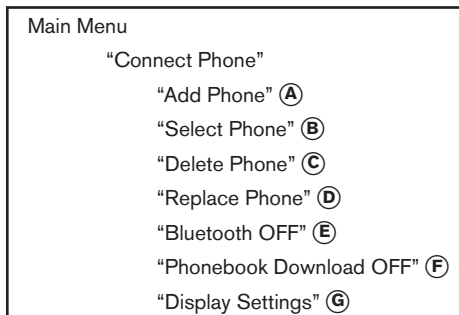 Main Menu
“Connect Phone”
“Add Phone” Ⓐ
“Select Phone” Ⓑ
“Delete Phone” Ⓒ
“Replace Phone” Ⓓ
“Bluetooth OFF” Ⓔ
“Phonebook Download OFF” Ⓕ
“Display Settings” Ⓖ